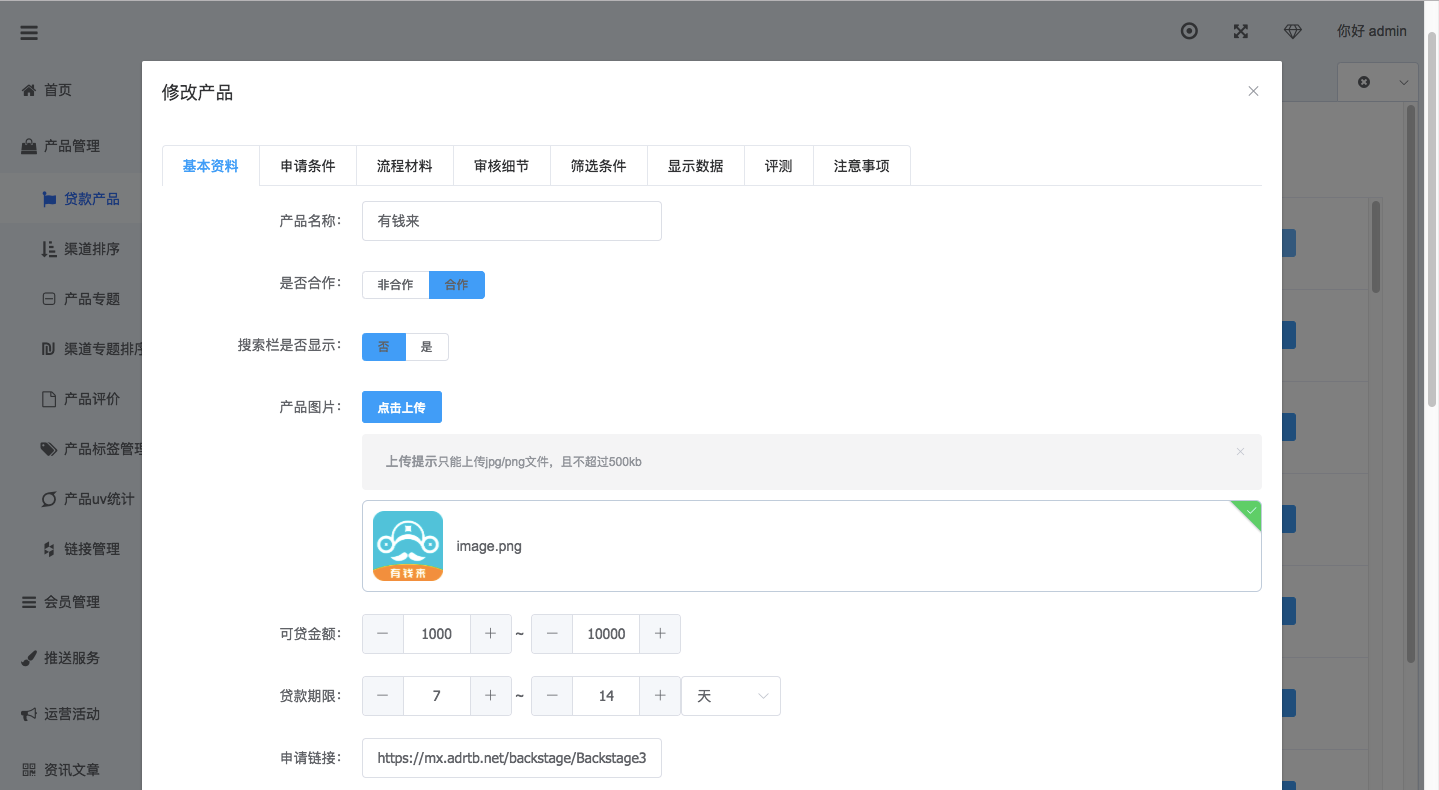 你好 admin
首页
产品管理
贷款产品
渠道排序
产品专题
渠道专题排序
产品评价
产品标签管理
产品uv统计
链接管理
会员管理
推送服务
运营活动
资讯文章
修改产品
基本资料 申请条件 流程材料 审核细节 筛选条件 显示数据 评测 注意事项
产品名称： 有钱来
是否合作： 非合作 合作
搜索栏是否显示： 否 是
产品图片： 点击上传
上传提示只能上传jpg/png文件，且不超过500kb
有钱来
image.png
可贷金额： 1000 ~ 10000
贷款期限： 7 ~ 14 天
申请链接： https://mx.adrtb.net/backstage/Backstage3